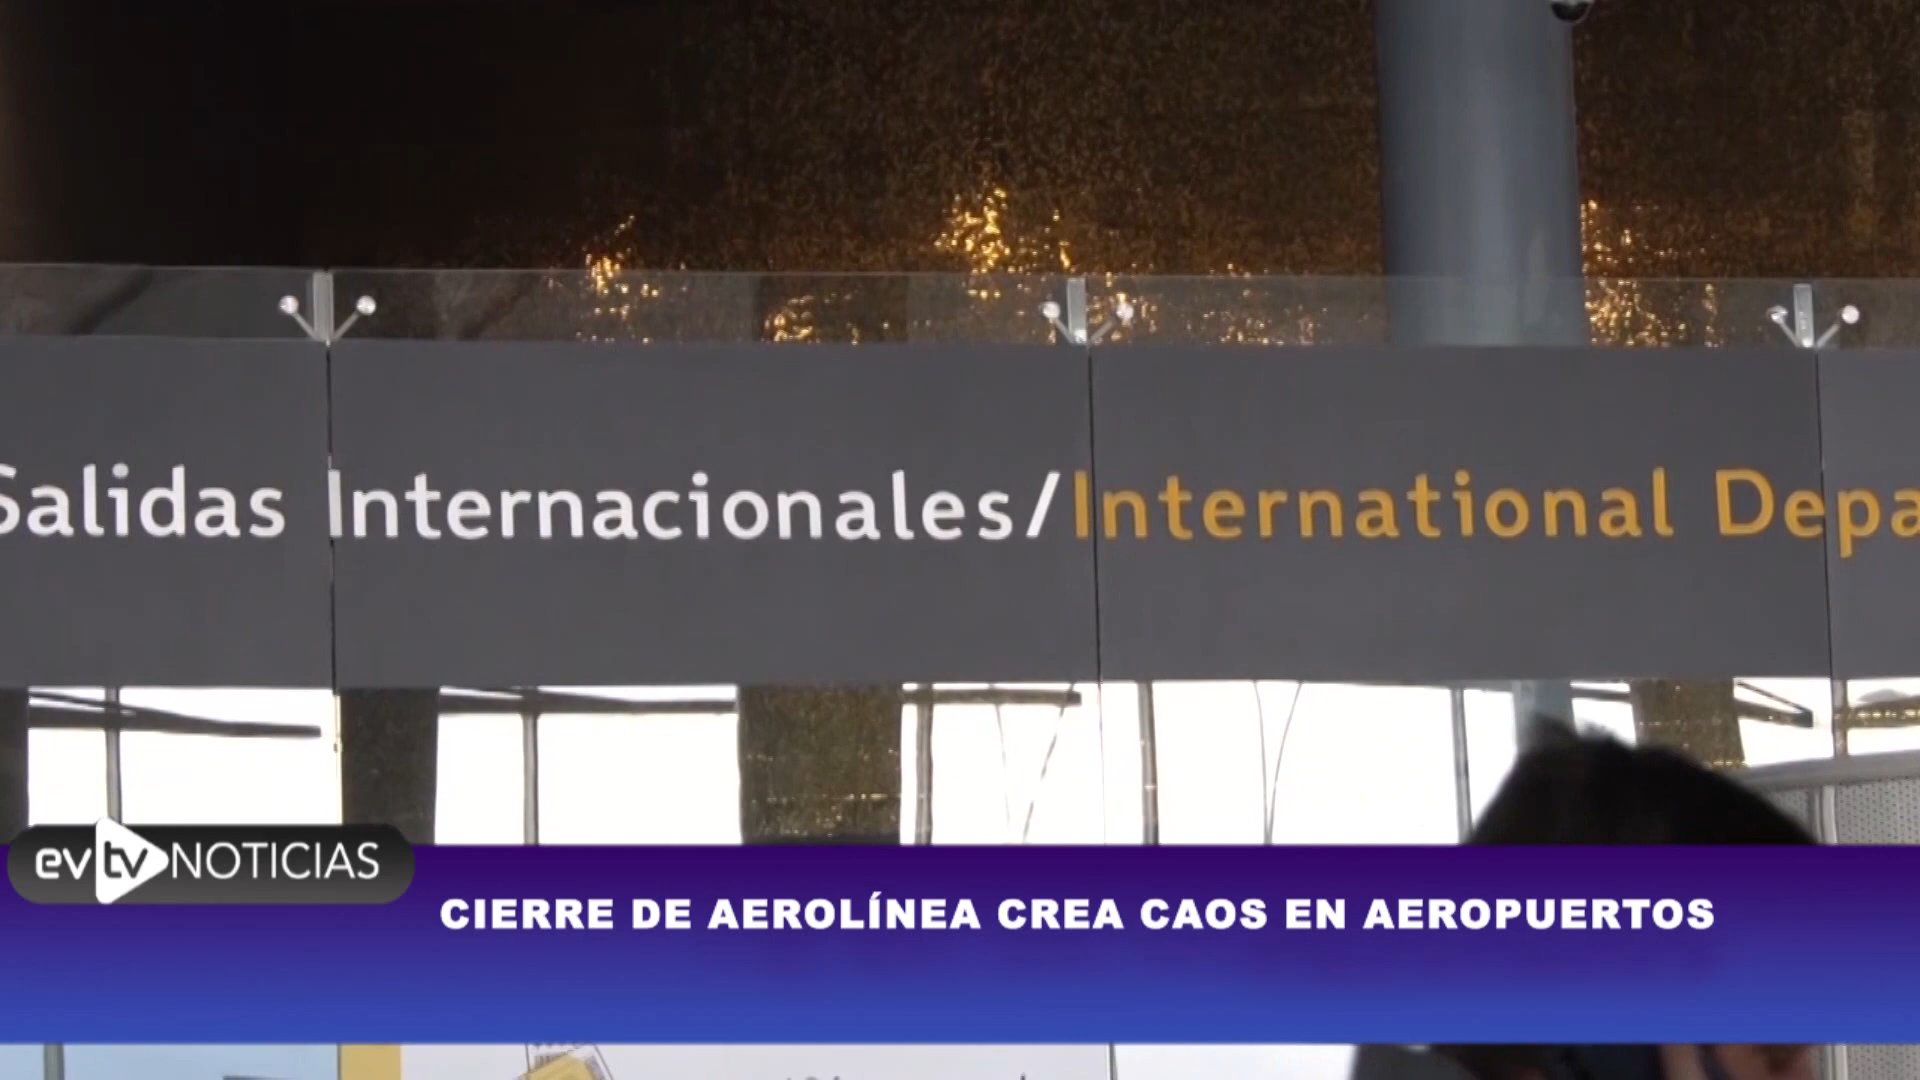 Salidas Internacionales/International Depa
evtv NOTICIAS
CIERRE DE AEROLÍNEA CREA CAOS EN AEROPUERTOS